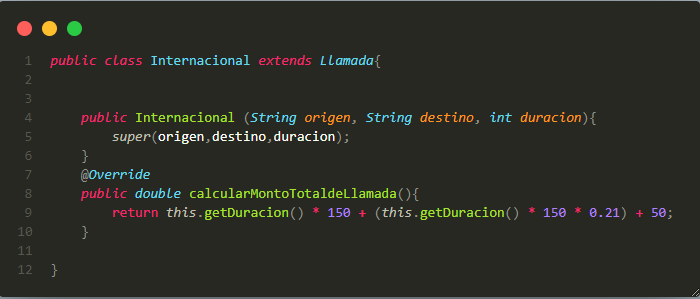 1 public class Internacional extends Llamada{
2
3
4 public Internacional (String origen, String destino, int duracion){
5 super(origen,destino,duracion);
6 }
7 @Override
8 public double calcularMontoTotaldeLlamada(){
9 return this.getDuracion() * 150 + (this.getDuracion() * 150 * 0.21) + 50;
10 }
11
12 }